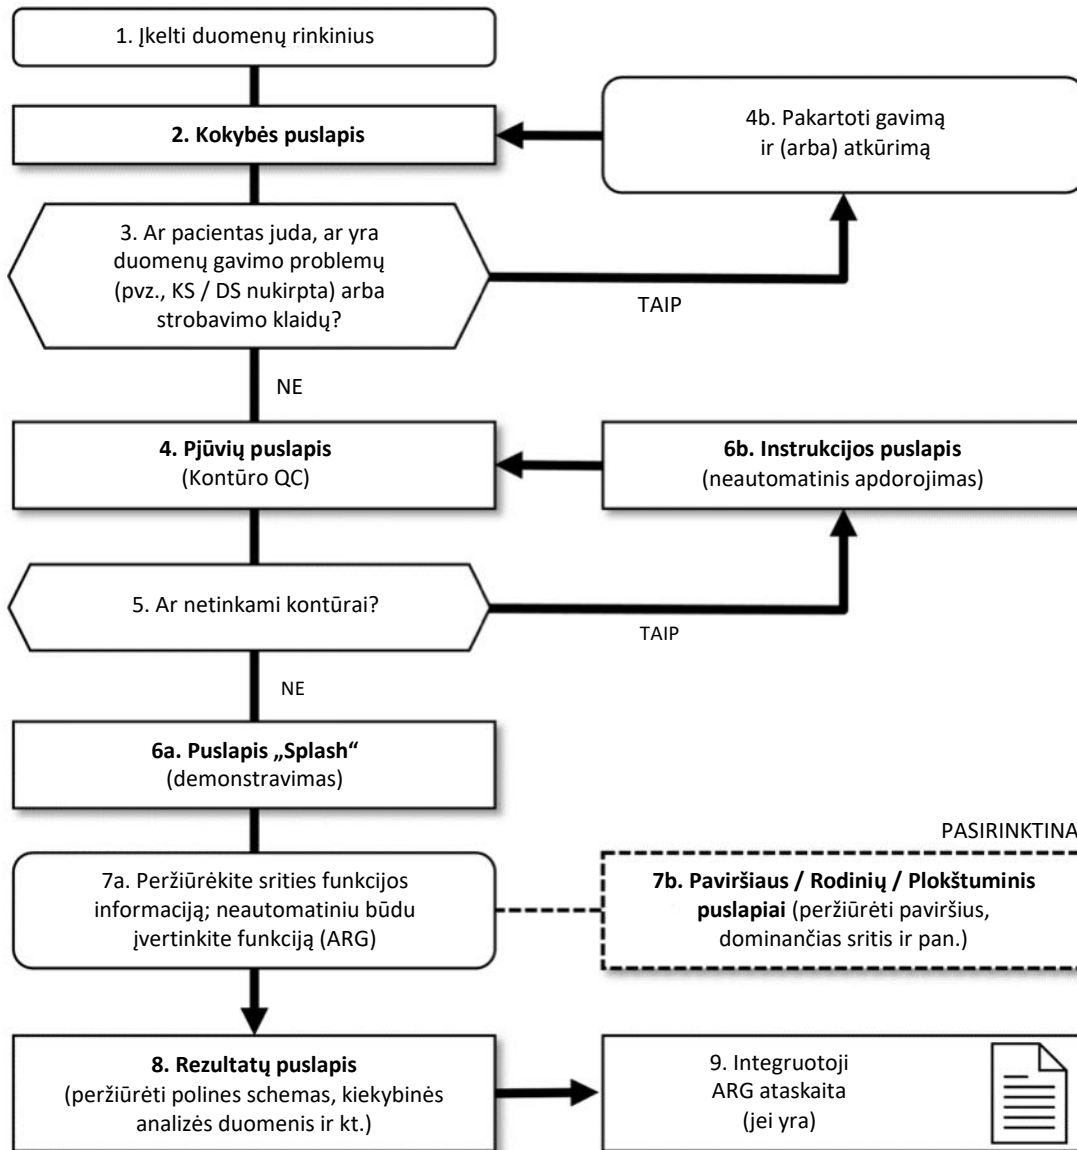 1. Įkelti duomenų rinkinius
2. Kokybės puslapis
4b. Pakartoti gavimą
ir (arba) atkūrimą
3. Ar pacientas juda, ar yra
duomenų gavimo problemų
(pvz., KS / DS nukirpta) arba
strobavimo klaidų?
TAIP
NE
4. Pjūvių puslapis
(Kontūro QC)
6b. Instrukcijos puslapis
(neautomatinis apdorojimas)
5. Ar netinkami kontūrai?
TAIP
NE
6a. Puslapis „Splash“
(demonstravimas)
PASIRINKTINA
7a. Peržiūrėkite srities funkcijos
informaciją; neautomatiniu būdu
įvertinkite funkciją (ARG)
7b. Paviršiaus / Rodinių / Plokštuminis
puslapiai (peržiūrėti paviršius,
dominančias sritis ir pan.)
8. Rezultatų puslapis
(peržiūrėti polines schemas, kiekybinės
analizės duomenis ir kt.)
9. Integruotoji
ARG ataskaita
(jei yra)